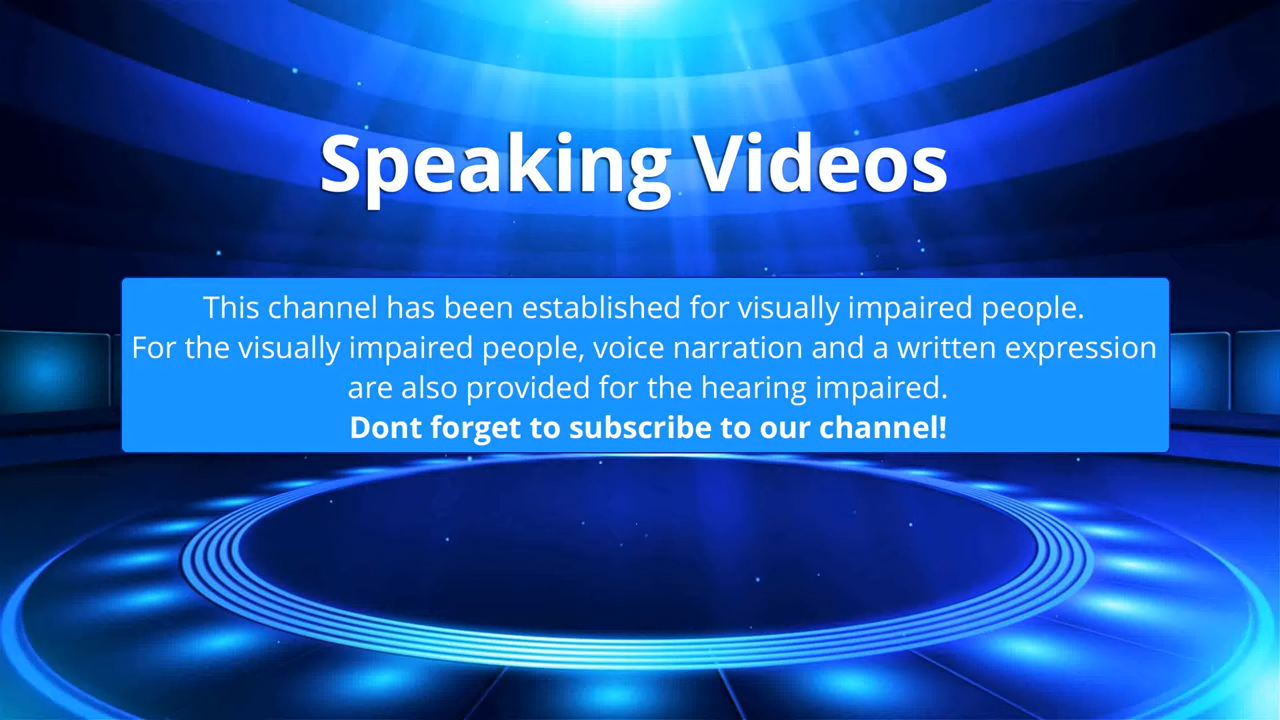 Speaking Videos
This channel has been established for visually impaired people.
For the visually impaired people, voice narration and a written expression
are also provided for the hearing impaired.
Dont forget to subscribe to our channel!